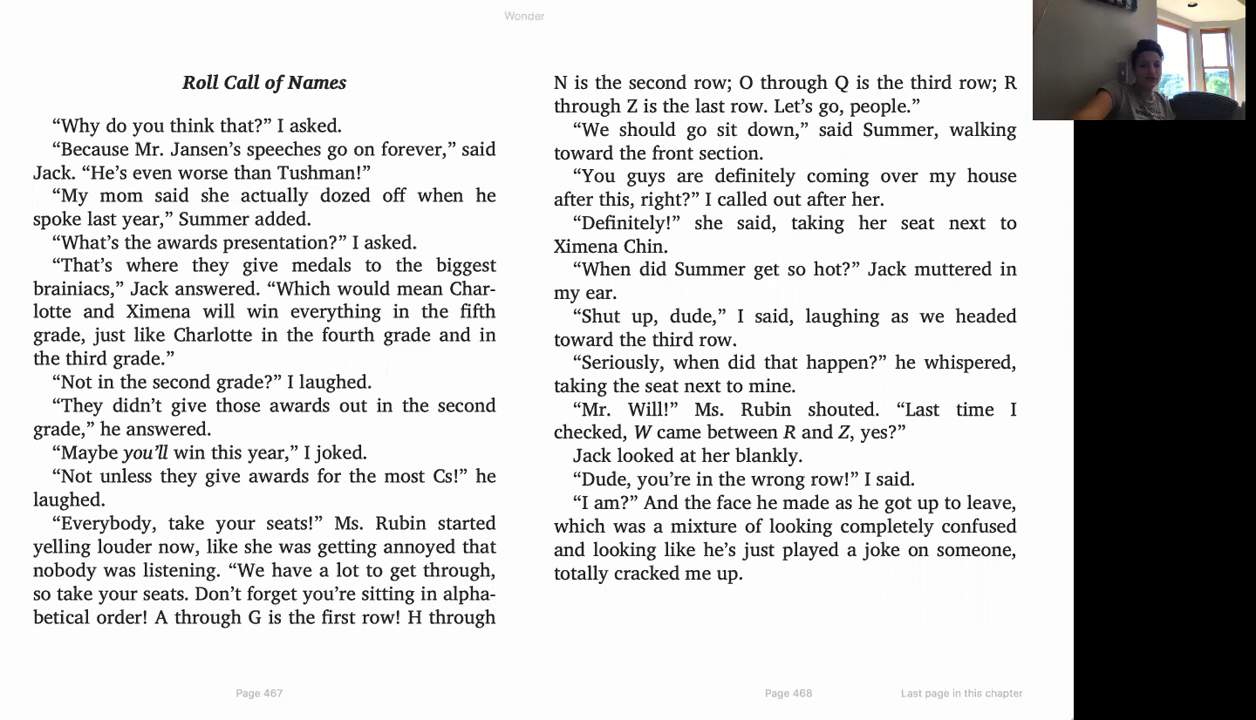 Wonder
Roll Call of Names
“Why do you think that?” I asked.
“Because Mr. Jansen’s speeches go on forever,” said
Jack. “He’s even worse than Tushman!”
“My mom said she actually dozed off when he
spoke last year,” Summer added.
“What’s the awards presentation?” I asked.
“That’s where they give medals to the biggest
brainiacs,” Jack answered. “Which would mean Char-
lotte and Ximena will win everything in the fifth
grade, just like Charlotte in the fourth grade and in
the third grade.”
“Not in the second grade?” I laughed.
“They didn’t give those awards out in the second
grade,” he answered.
“Maybe you’ll win this year,” I joked.
“Not unless they give awards for the most Cs!” he
laughed.
“Everybody, take your seats!” Ms. Rubin started
yelling louder now, like she was getting annoyed that
nobody was listening. “We have a lot to get through,
so take your seats. Don’t forget you’re sitting in alpha-
betical order! A through G is the first row! H through
N is the second row; O through Q is the third row; R
through Z is the last row. Let’s go, people.”
“We should go sit down,” said Summer, walking
toward the front section.
“You guys are definitely coming over my house
after this, right?” I called out after her.
“Definitely!” she said, taking her seat next to
Ximena Chin.
“When did Summer get so hot?” Jack muttered in
my ear.
“Shut up, dude,” I said, laughing as we headed
toward the third row.
“Seriously, when did that happen?” he whispered,
taking the seat next to mine.
“Mr. Will!” Ms. Rubin shouted. “Last time I
checked, W came between R and Z, yes?”
Jack looked at her blankly.
“Dude, you’re in the wrong row!” I said.
“I am?” And the face he made as he got up to leave,
which was a mixture of looking completely confused
and looking like he’s just played a joke on someone,
totally cracked me up.
Page 467
Page 468
Last page in this chapter